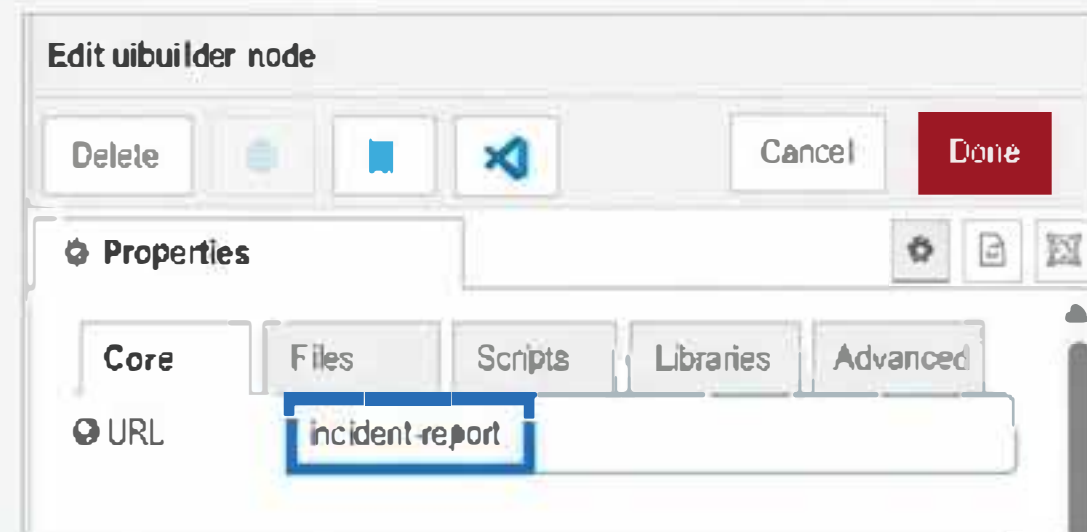 Edit uibuilder node
Delete Cancel Done
Properties
Core Files Scripts Libraries Advanced
URL incident-report